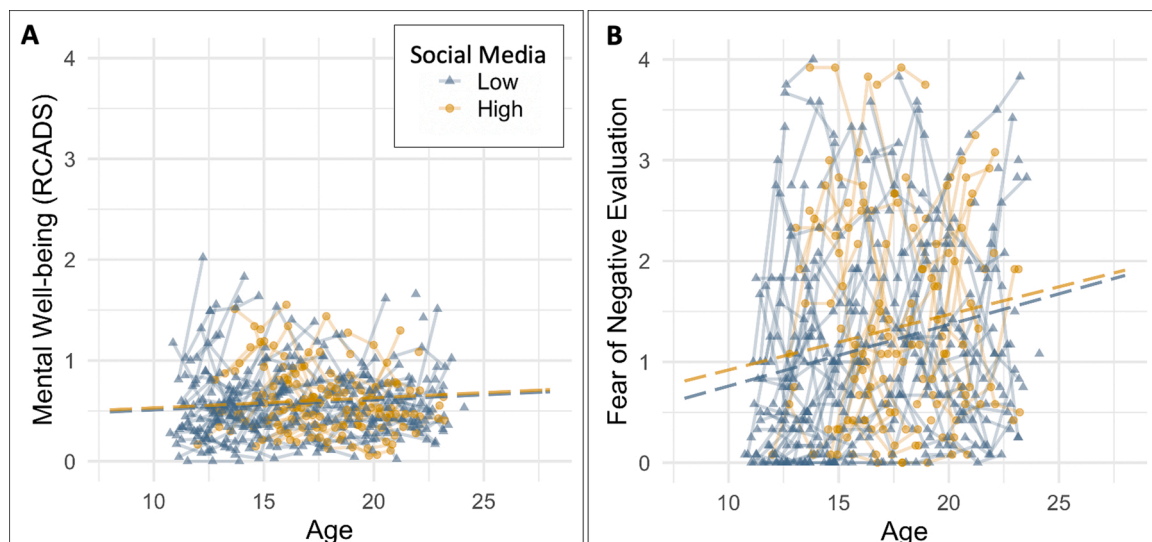 A
Mental Well-being (RCADS)
4
3
2
1
0
10 15 20 25
Age
Social Media
Low
High
B
Fear of Negative Evaluation
4
3
2
1
0
10 15 20 25
Age